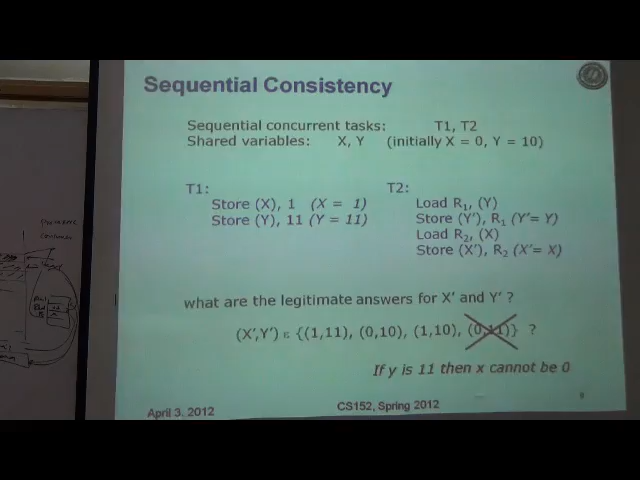 Sequential Consistency
Sequential concurrent tasks: T1, T2
Shared variables: X, Y (initially X = 0, Y = 10)
T1:
Store (X), 1 (X = 1)
Store (Y), 11 (Y = 11)
T2:
Load R1, (Y)
Store (Y'), R1 (Y'= Y)
Load R2, (X)
Store (X'), R2 (X'= X)
what are the legitimate answers for X' and Y' ?
(X',Y') ε {(1,11), (0,10), (1,10), (0,11)} ?
If y is 11 then x cannot be 0
April 3, 2012
CS152, Spring 2012
9